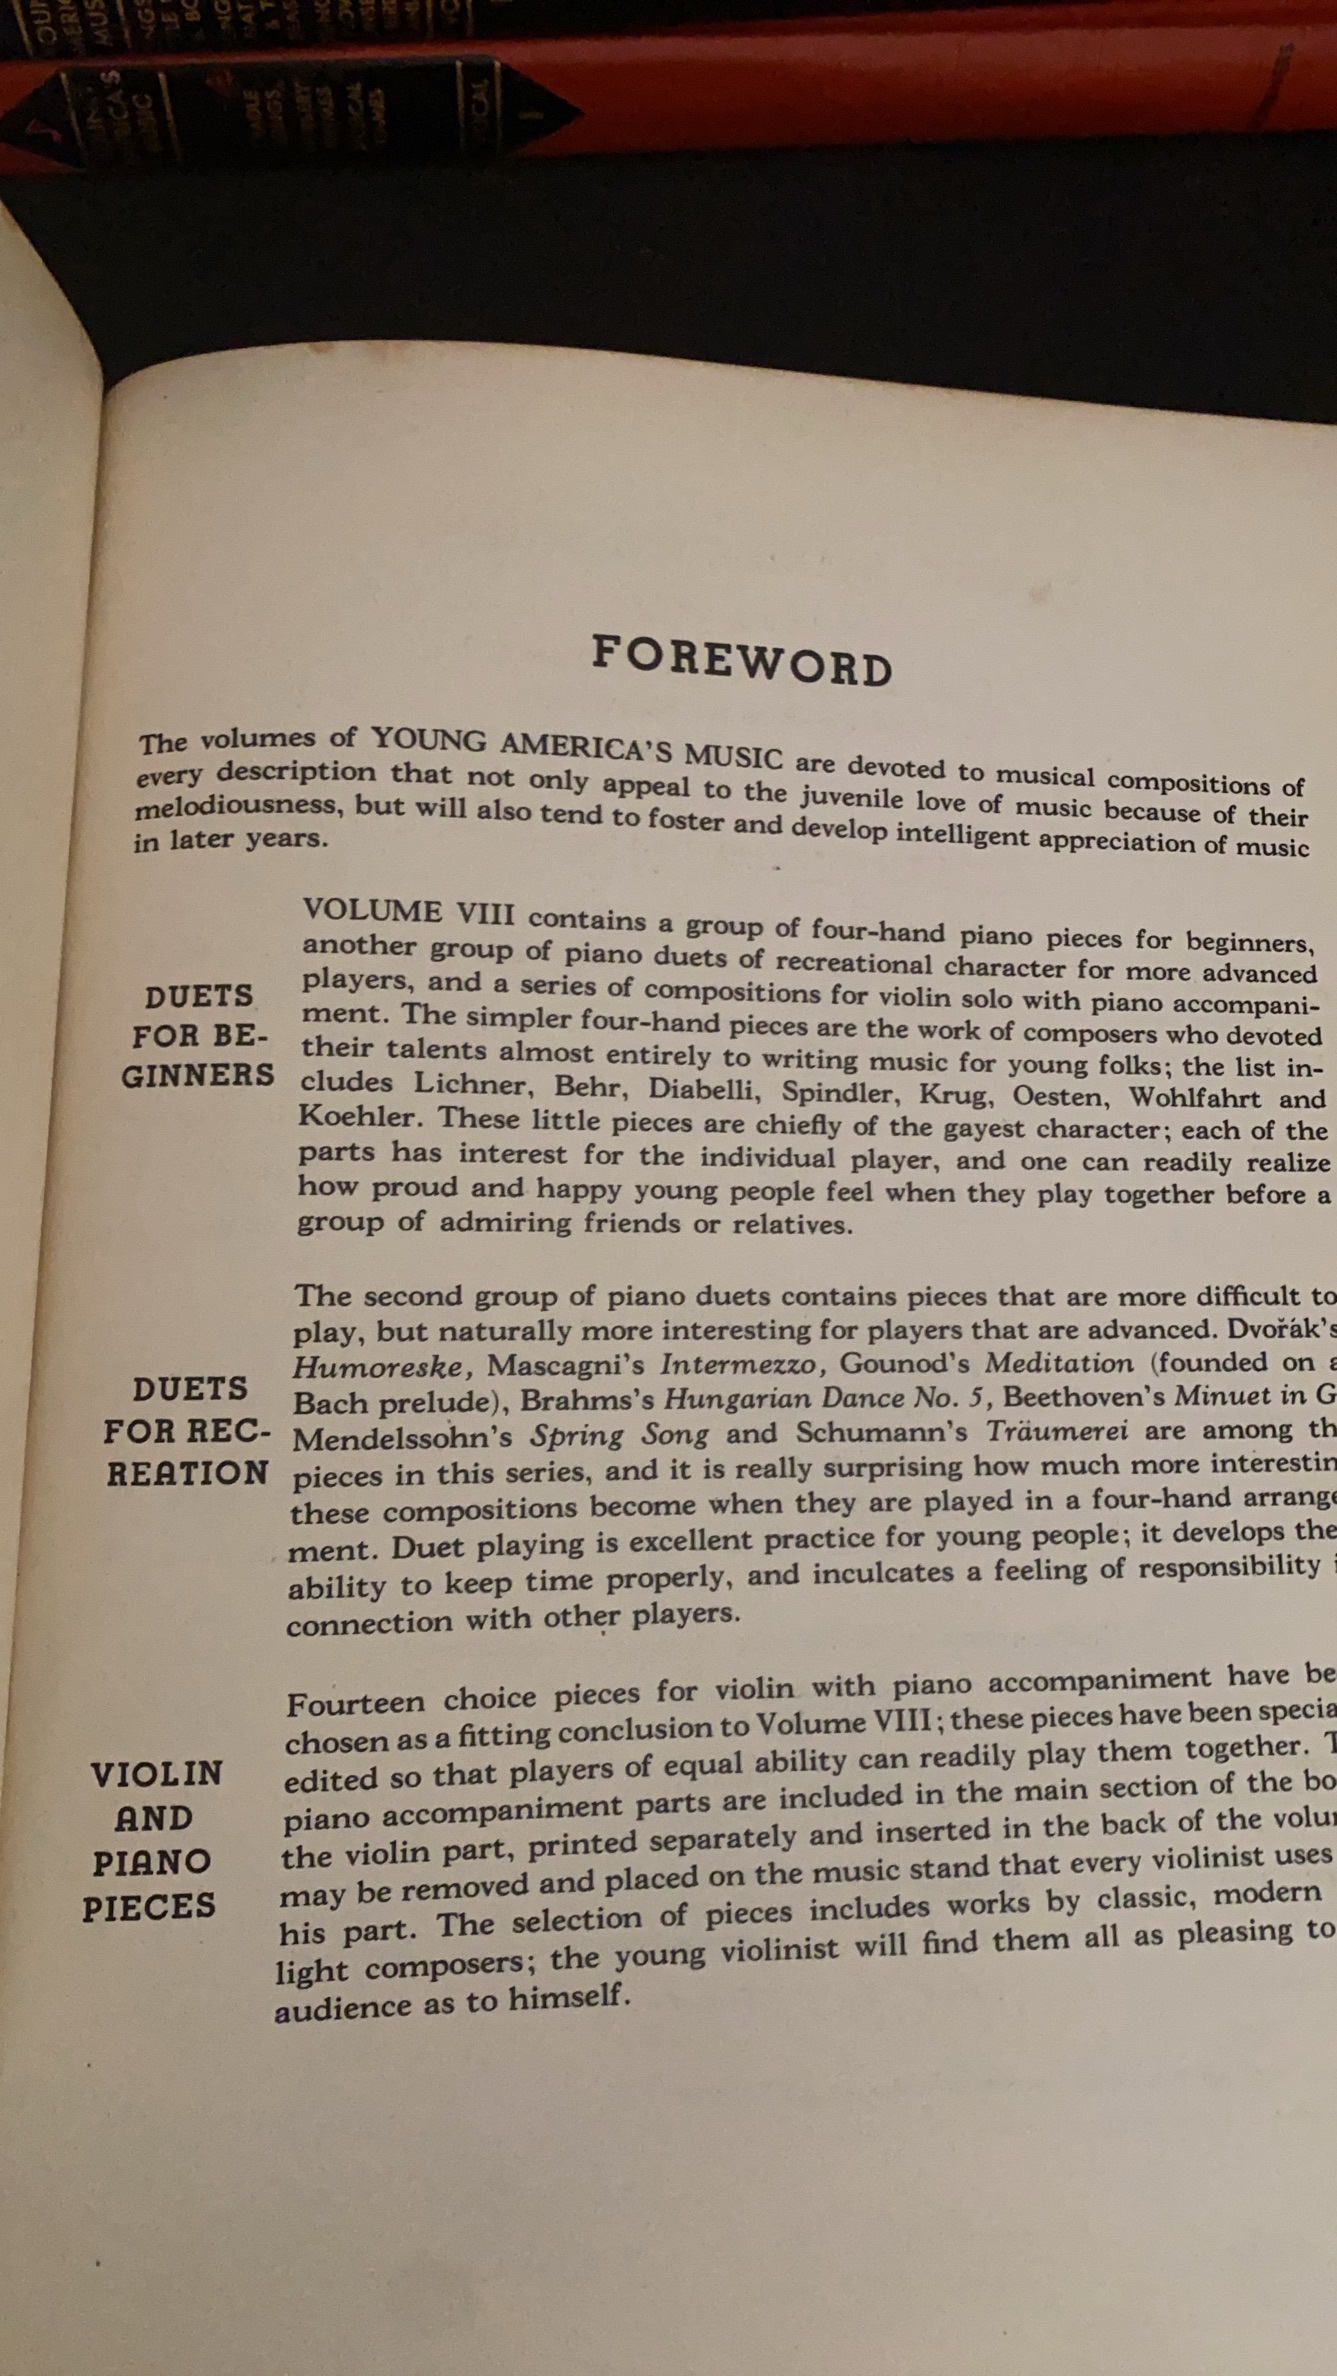 FOREWORD
The volumes of YOUNG AMERICA'S MUSIC are devoted to musical compositions of
every description that not only appeal to the juvenile love of music because of their
melodiousness, but will also tend to foster and develop intelligent appreciation of music
in later years.
DUETS
FOR BE-
GINNERS
VOLUME VIII contains a group of four-hand piano pieces for beginners,
another group of piano duets of recreational character for more advanced
players, and a series of compositions for violin solo with piano accompani-
ment. The simpler four-hand pieces are the work of composers who devoted
their talents almost entirely to writing music for young folks; the list in-
cludes Lichner, Behr, Diabelli, Spindler, Krug, Oesten, Wohlfahrt and
Koehler. These little pieces are chiefly of the gayest character; each of the
parts has interest for the individual player, and one can readily realize
how proud and happy young people feel when they play together before a
group of admiring friends or relatives.
DUETS
FOR REC-
REATION
The second group of piano duets contains pieces that are more difficult to
play, but naturally more interesting for players that are advanced. Dvořák's
Humoreske, Mascagni's Intermezzo, Gounod's Meditation (founded on a
Bach prelude), Brahms's Hungarian Dance No. 5, Beethoven's Minuet in G
Mendelssohn's Spring Song and Schumann's Träumerei are among th
pieces in this series, and it is really surprising how much more interestin
these compositions become when they are played in a four-hand arrange
ment. Duet playing is excellent practice for young people; it develops the
ability to keep time properly, and inculcates a feeling of responsibility i
connection with other players.
VIOLIN
AND
PIANO
PIECES
Fourteen choice pieces for violin with piano accompaniment have be
chosen as a fitting conclusion to Volume VIII; these pieces have been specia
edited so that players of equal ability can readily play them together. T
piano accompaniment parts are included in the main section of the bo
the violin part, printed separately and inserted in the back of the volu
may be removed and placed on the music stand that every violinist uses
his part. The selection of pieces includes works by classic, modern
light composers; the young violinist will find them all as pleasing to
audience as to himself.